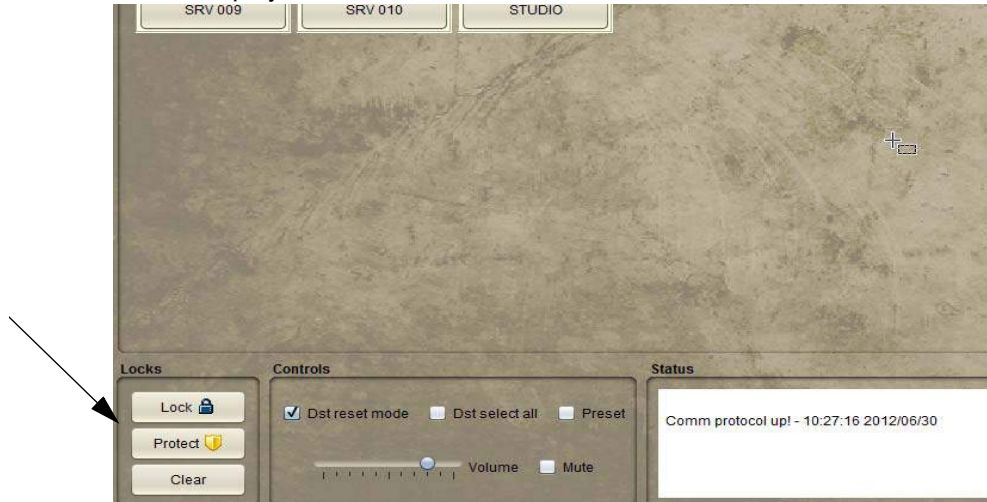 SRV 009 SRV 010 STUDIO
Locks Controls Status
Lock
Dst reset mode Dst select all Preset
Comm protocol up! - 10:27:16 2012/06/30
Protect
Volume Mute
Clear